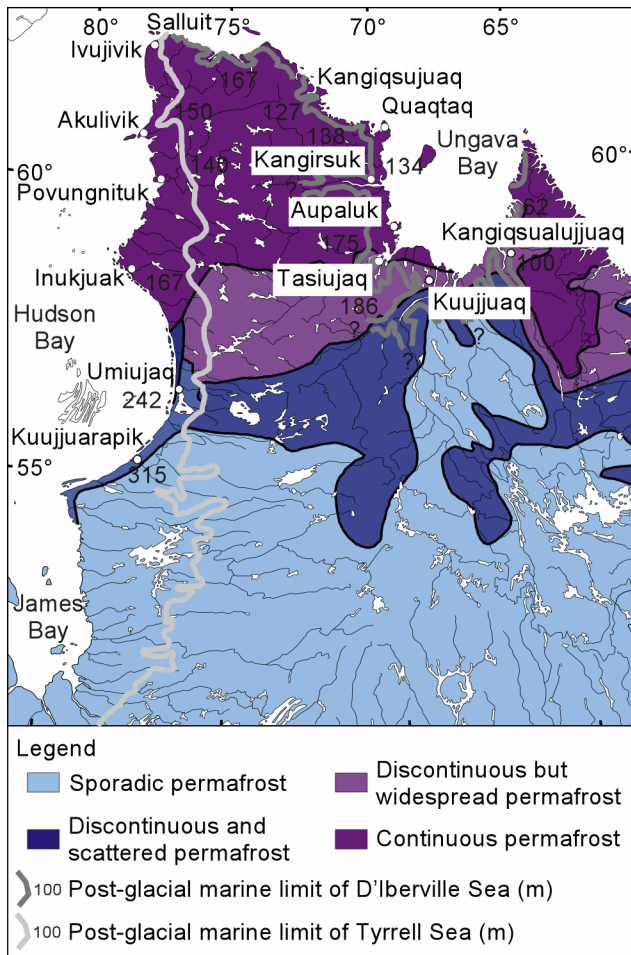 80°
Salluit
75°
70°
65°
Ivujivik
167
Kangiqsujuaq
150
127
Quaqtaq
Akulivik
138
Ungava
Bay
149
Kangirsuk
134
60°
60°
Povungnituk
?
62
Aupaluk
Kangiqsualujjuaq
175
100
Inukjuak
167
Tasiujaq
Hudson
Bay
186
Kuujjuaq
?
?
?
Umiujaq
242
Kuujjuarapik
55°
315
James
Bay
Legend
Sporadic permafrost
Discontinuous but
widespread permafrost
Discontinuous and
scattered permafrost
Continuous permafrost
100 Post-glacial marine limit of D'Iberville Sea (m)
100 Post-glacial marine limit of Tyrrell Sea (m)